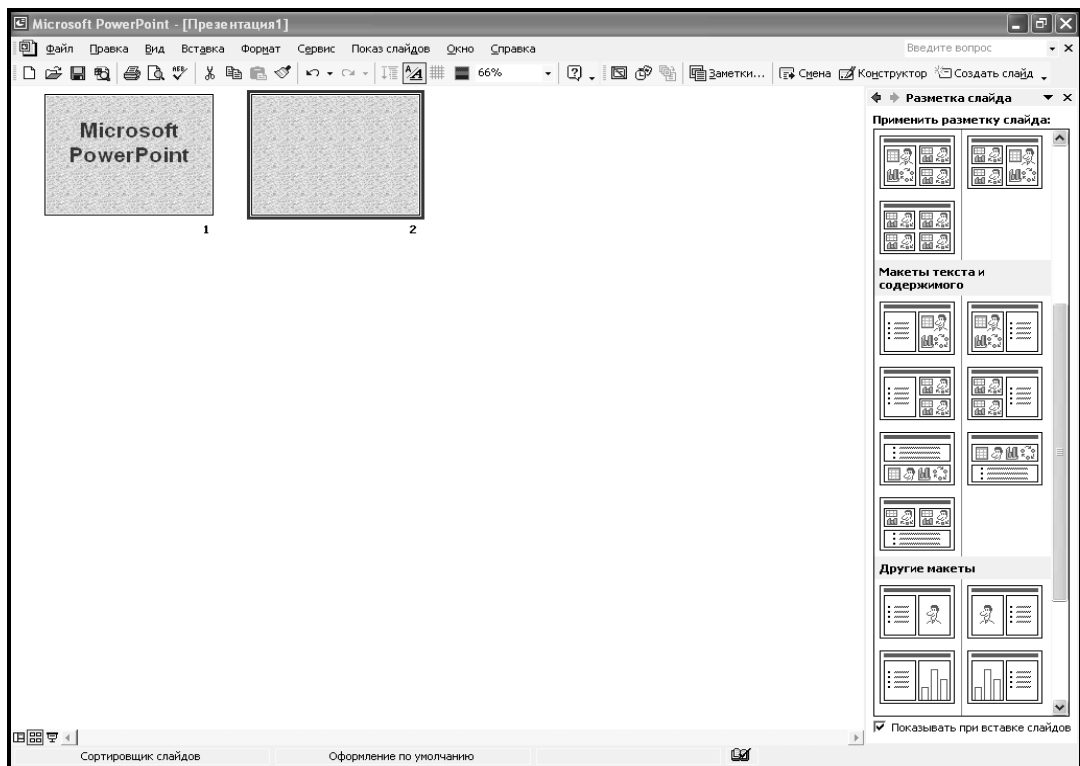 Microsoft PowerPoint - [Презентация1]
Файл Правка Вид Вставка Формат Сервис Показ слайдов Окно Справка Введите вопрос
66% Заметки... Смена Конструктор Создать слайд
Разметка слайда
Применить разметку слайда:
Microsoft
PowerPoint
1 2
Макеты текста и
содержимого
Другие макеты
Показывать при вставке слайдов
Сортировщик слайдов Оформление по умолчанию